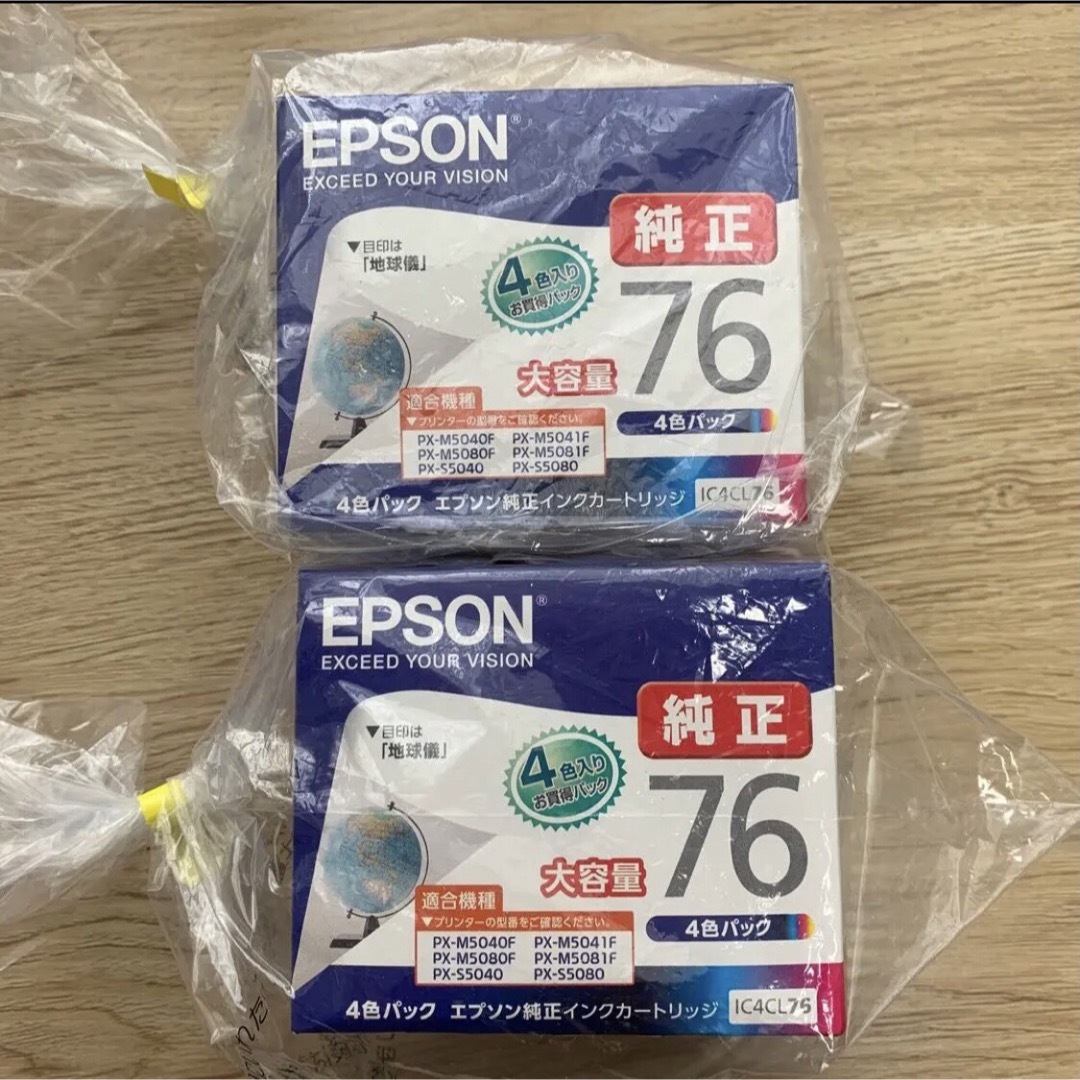 EPSON®
EXCEED YOUR VISION
純正
▼目印は
「地球儀」
4色入り
お買得パック
76
大容量
適合機種
▼プリンターの型番をご確認ください。
PX-M5040F PX-M5041F
PX-M5080F PX-M5081F
PX-S5040 PX-S5080
4色パック
4色パック エプソン純正インクカートリッジ IC4CL76
EPSON®
EXCEED YOUR VISION
純正
▼目印は
「地球儀」
4色入り
お買得パック
76
大容量
適合機種
▼プリンターの型番をご確認ください。
PX-M5040F PX-M5041F
PX-M5080F PX-M5081F
PX-S5040 PX-S5080
4色パック
4色パック エプソン純正インクカートリッジ IC4CL76